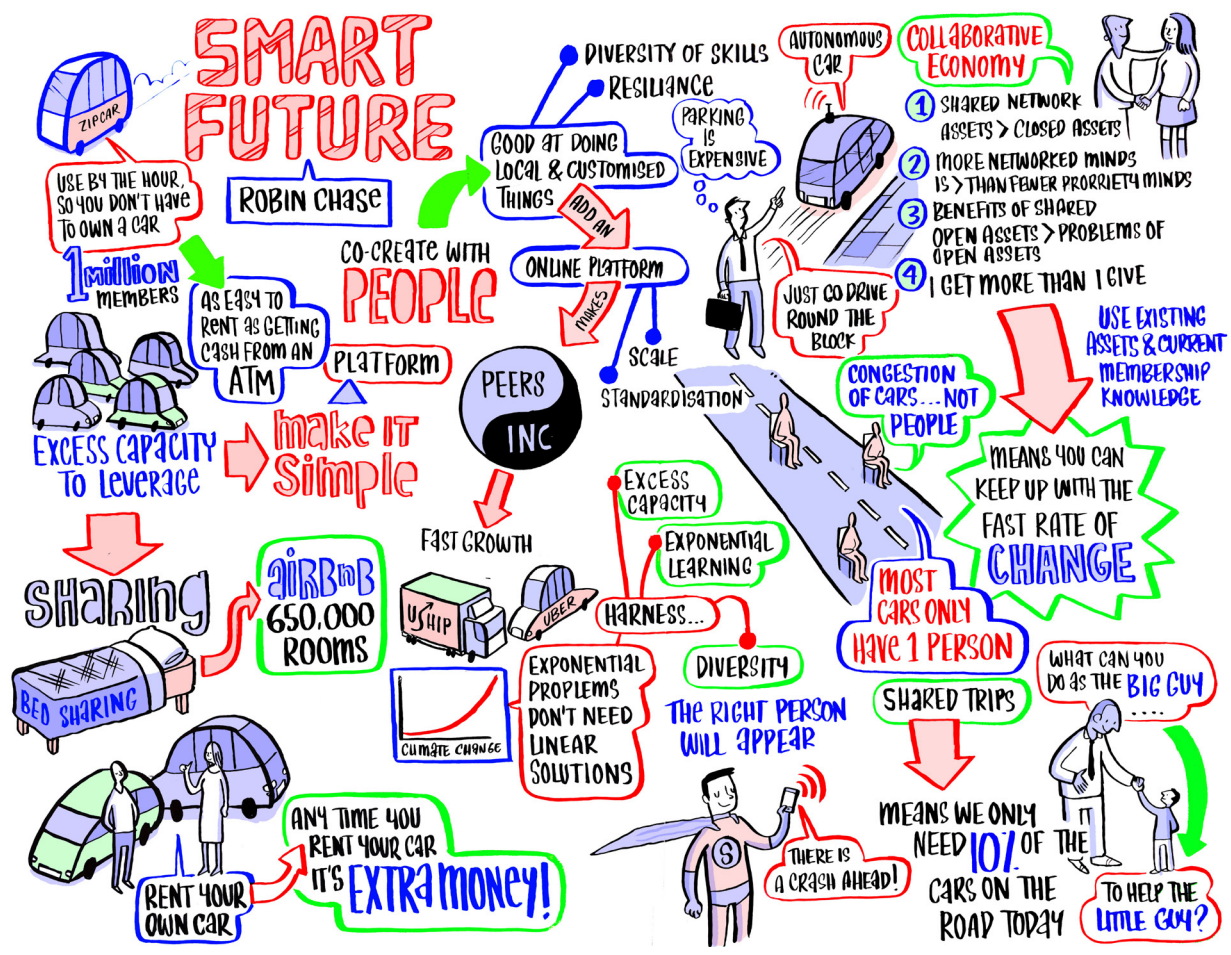 SMART
FUTURE
ROBIN CHASE
ZIPCAR
USE BY THE HOUR,
SO YOU DON'T HAVE
TO OWN A CAR
1 MILLION
MEMBERS
AS EASY TO
RENT AS GETTING
CASH FROM AN
ATM
EXCESS CAPACITY
TO LEVERAGE
PLATFORM
MAKE IT
SIMPLE
SHARING
BED SHARING
AIRBNB
650,000
ROOMS
RENT YOUR
OWN CAR
ANY TIME YOU
RENT YOUR CAR
IT'S EXTRA MONEY!
CO-CREATE WITH
PEOPLE
DIVERSITY OF SKILLS
RESILIANCE
GOOD AT DOING
LOCAL & CUSTOMISED
THINGS
ADD AN
ONLINE PLATFORM
SCALE
STANDARDISATION
MAKES
PEERS
INC
FAST GROWTH
USHIP
UBER
CLIMATE CHANGE
EXPONENTIAL
PROPLEMS
DON'T NEED
LINEAR
SOLUTIONS
HARNESS...
EXCESS
CAPACITY
EXPONENTIAL
LEARNING
DIVERSITY
THE RIGHT PERSON
WILL APPEAR
S
THERE IS
A CRASH AHEAD!
PARKING
IS
EXPENSIVE
AUTONOMOUS
CAR
JUST GO DRIVE
ROUND THE
BLOCK
CONGESTION
OF CARS...NOT
PEOPLE
MOST
CARS ONLY
HAVE 1 PERSON
SHARED TRIPS
MEANS WE ONLY
NEED 10% OF THE
CARS ON THE
ROAD TODAY
COLLABORATIVE
ECONOMY
1 SHARED NETWORK
ASSETS > CLOSED ASSETS
2 MORE NETWORKED MINDS
IS > THAN FEWER PRORRIETY MINDS
3 BENEFITS OF SHARED
OPEN ASSETS > PROBLEMS OF
OPEN ASSETS
4 I GET MORE THAN I GIVE
USE EXISTING
ASSETS & CURRENT
MEMBERSHIP
KNOWLEDGE
MEANS YOU CAN
KEEP UP WITH THE
FAST RATE OF
CHANGE
WHAT CAN YOU
DO AS THE BIG GUY
....
TO HELP THE
LITTLE GUY?